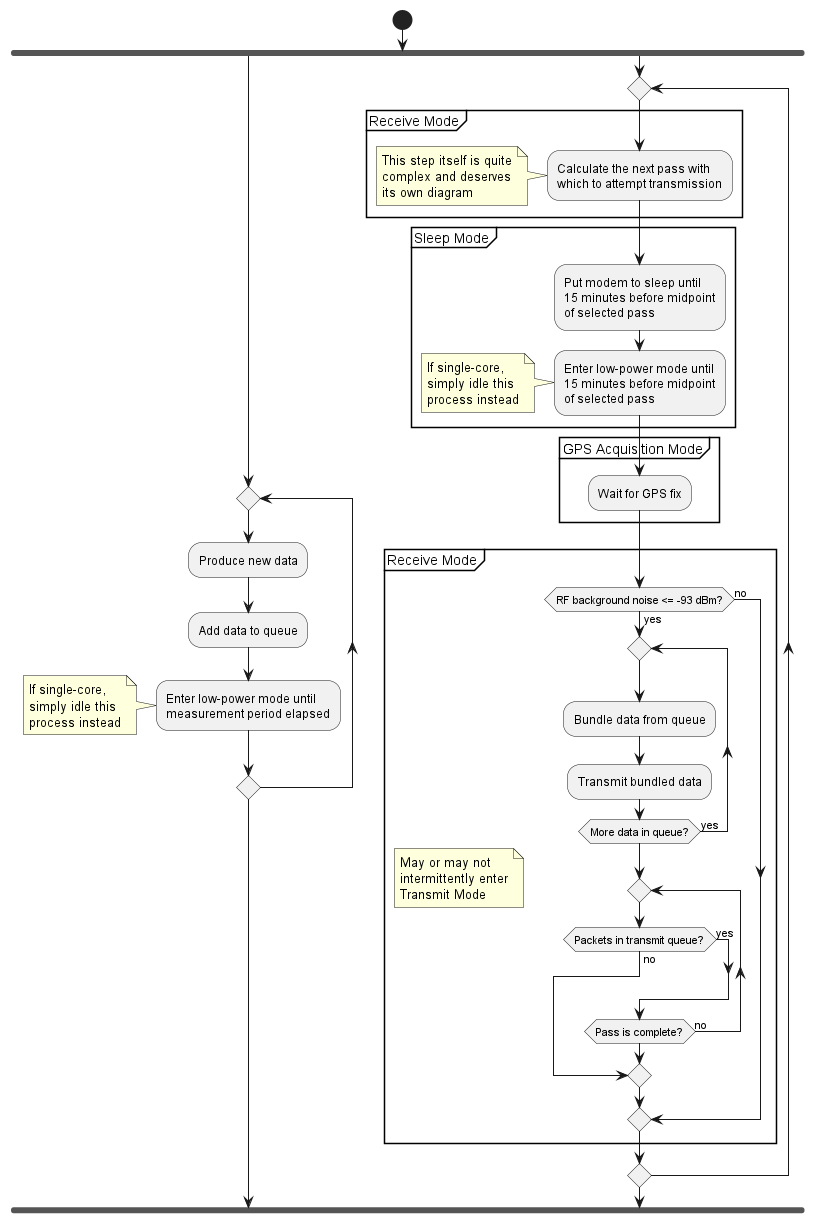 Receive Mode
This step itself is quite
complex and deserves
its own diagram
Calculate the next pass with
which to attempt transmission
Sleep Mode
Put modem to sleep until
15 minutes before midpoint
of selected pass
If single-core,
simply idle this
process instead
Enter low-power mode until
15 minutes before midpoint
of selected pass
GPS Acquisition Mode
Wait for GPS fix
Produce new data
Add data to queue
If single-core,
simply idle this
process instead
Enter low-power mode until
measurement period elapsed
Receive Mode
RF background noise <= -93 dBm?
no
yes
Bundle data from queue
Transmit bundled data
More data in queue?
yes
May or may not
intermittently enter
Transmit Mode
Packets in transmit queue?
yes
no
Pass is complete?
no